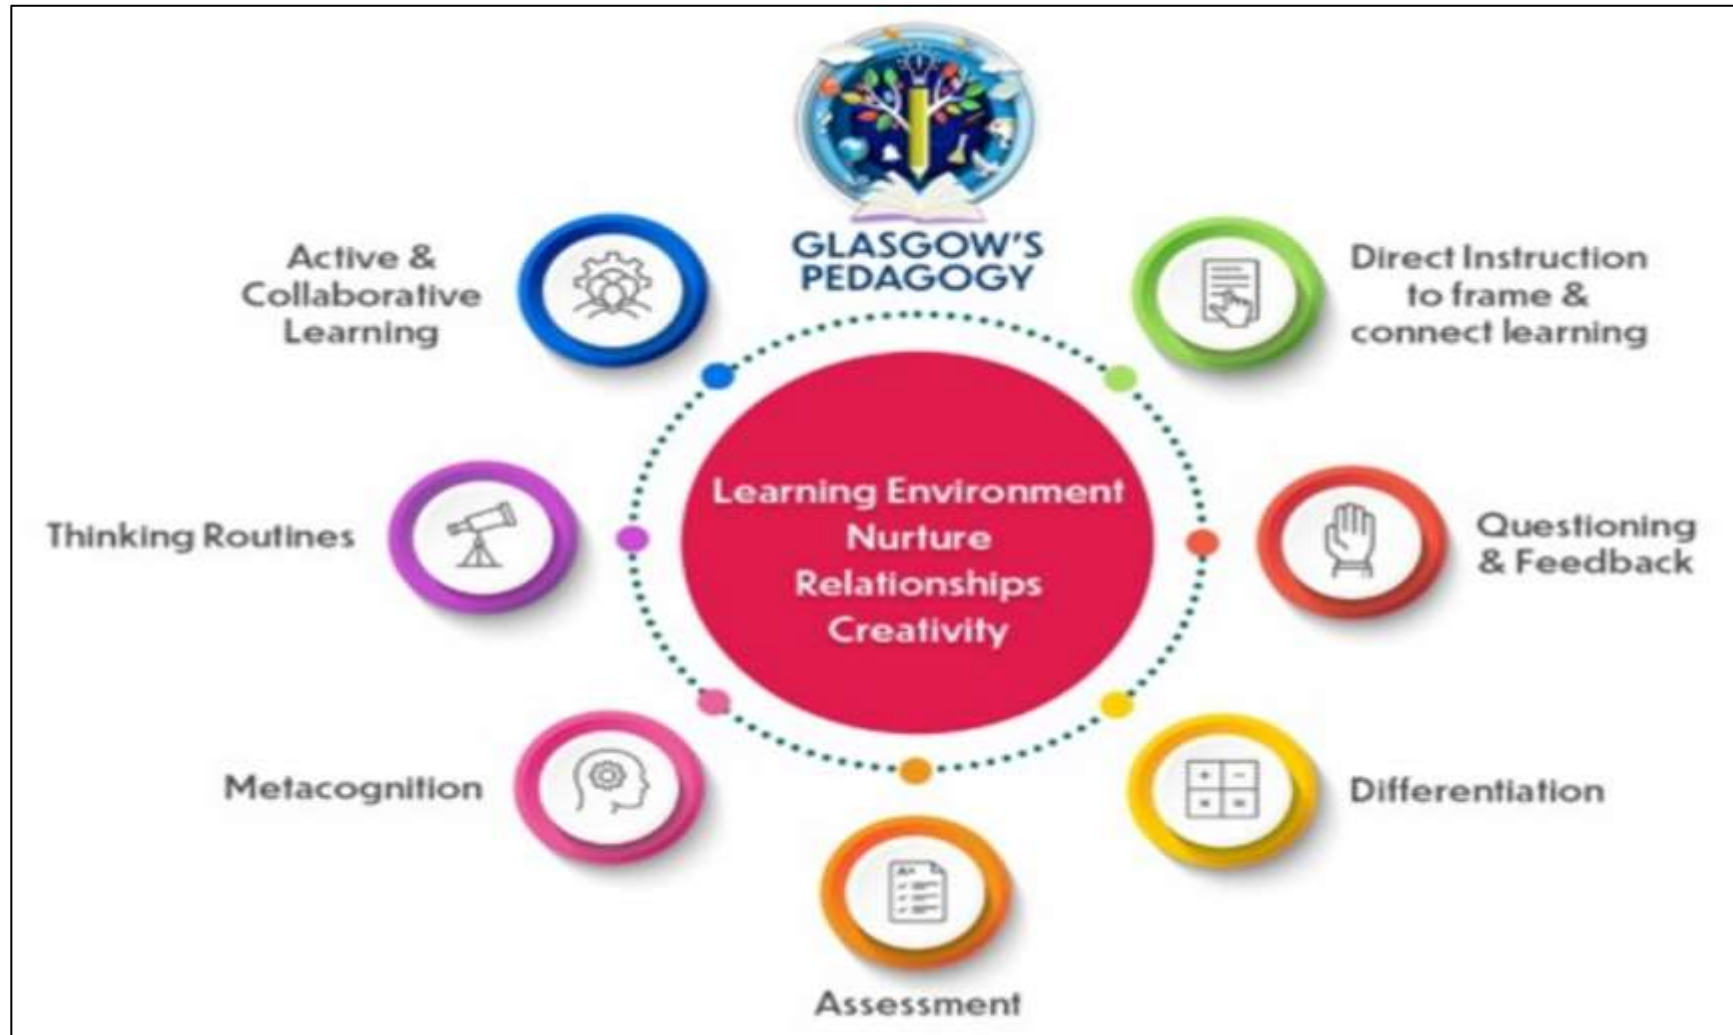 GLASGOW'S
PEDAGOGY
Active &
Collaborative
Learning
Direct Instruction
to frame &
connect learning
Thinking Routines
Learning Environment
Nurture
Relationships
Creativity
Questioning
& Feedback
Metacognition
Differentiation
A+
Assessment